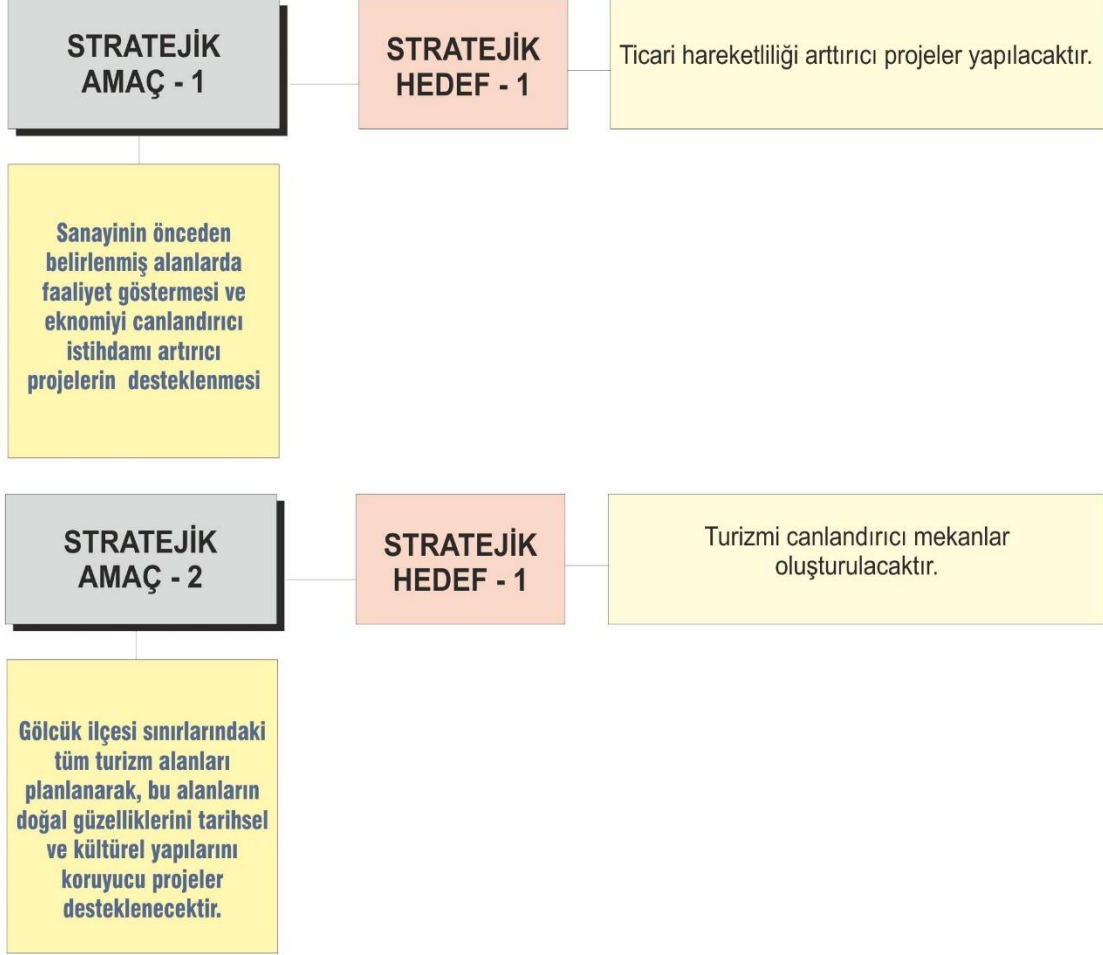 STRATEJİK
AMAÇ - 1
STRATEJİK
HEDEF - 1
Ticari hareketliliği arttırıcı projeler yapılacaktır.
Sanayinin önceden
belirlenmiş alanlarda
faaliyet göstermesi ve
eknomiyi canlandırıcı
istihdamı artırıcı
projelerin desteklenmesi
STRATEJİK
AMAÇ - 2
STRATEJİK
HEDEF - 1
Turizmi canlandırıcı mekanlar
oluşturulacaktır.
Gölcük ilçesi sınırlarındaki
tüm turizm alanları
planlanarak, bu alanların
doğal güzelliklerini tarihsel
ve kültürel yapılarını
koruyucu projeler
desteklenecektir.